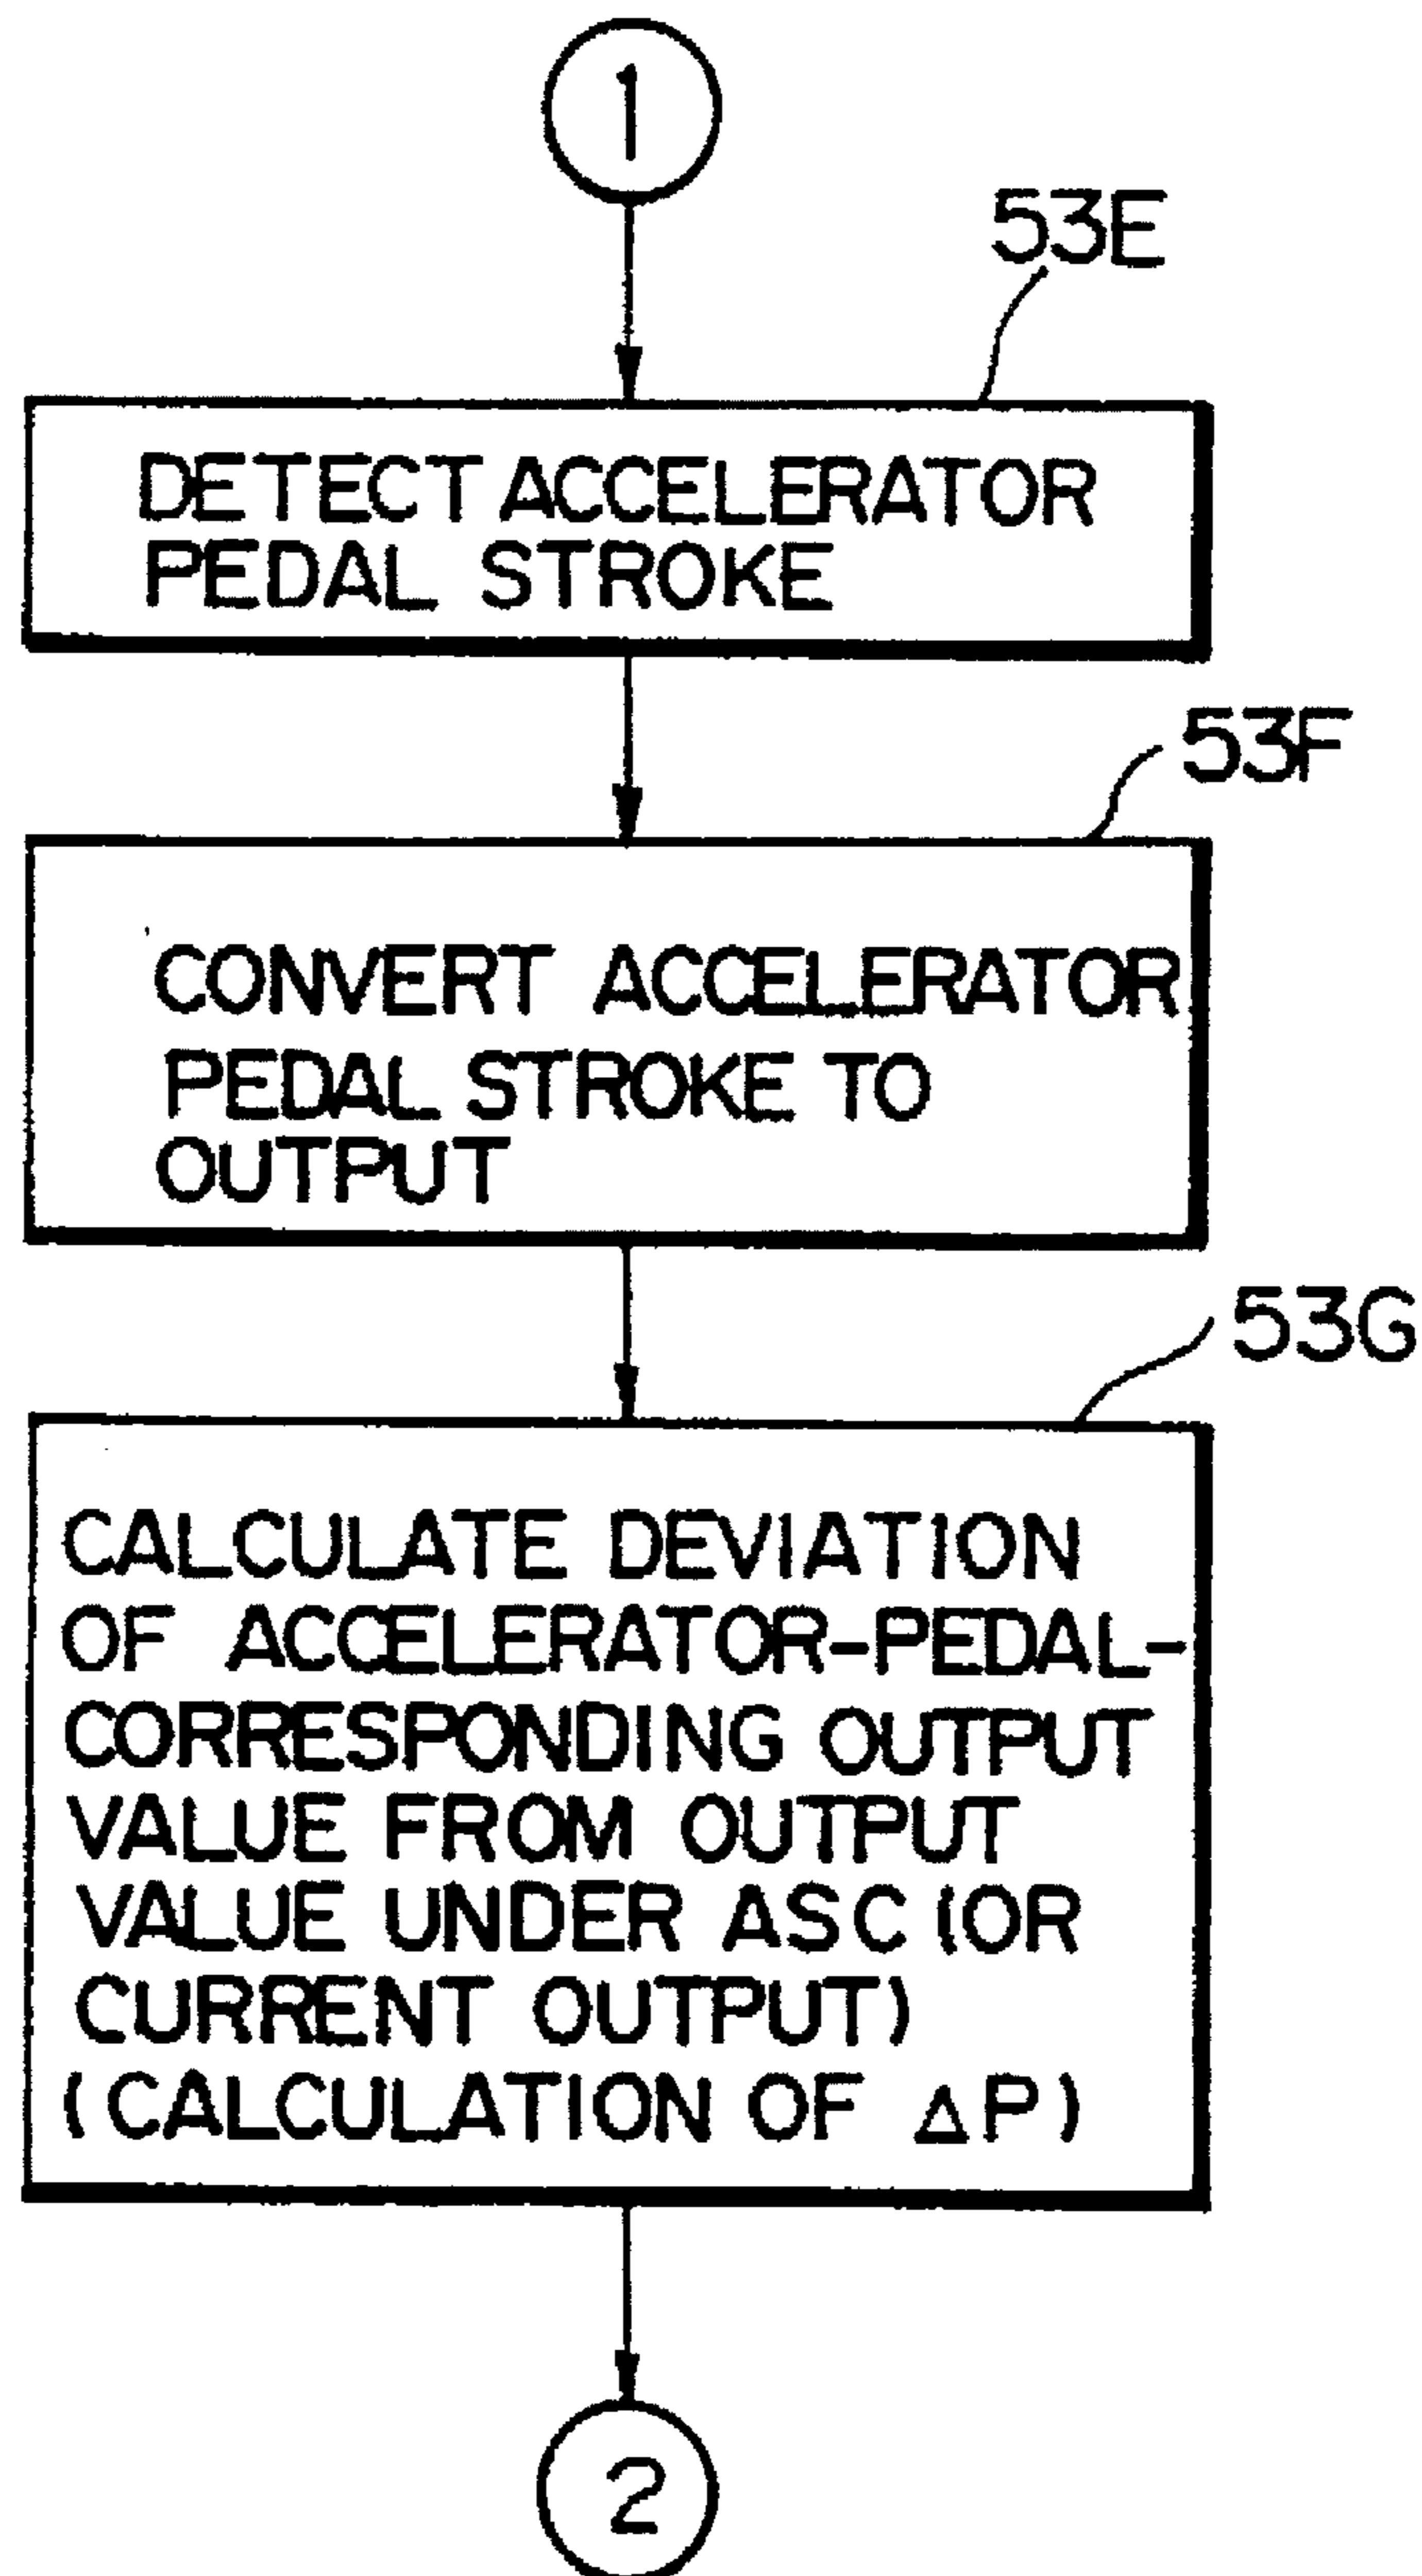 1
53E
DETECT ACCELERATOR
PEDAL STROKE
53F
CONVERT ACCELERATOR
PEDAL STROKE TO
OUTPUT
53G
CALCULATE DEVIATION
OF ACCELERATOR-PEDAL-
CORRESPONDING OUTPUT
VALUE FROM OUTPUT
VALUE UNDER ASC (OR
CURRENT OUTPUT)
(CALCULATION OF ΔP)
2